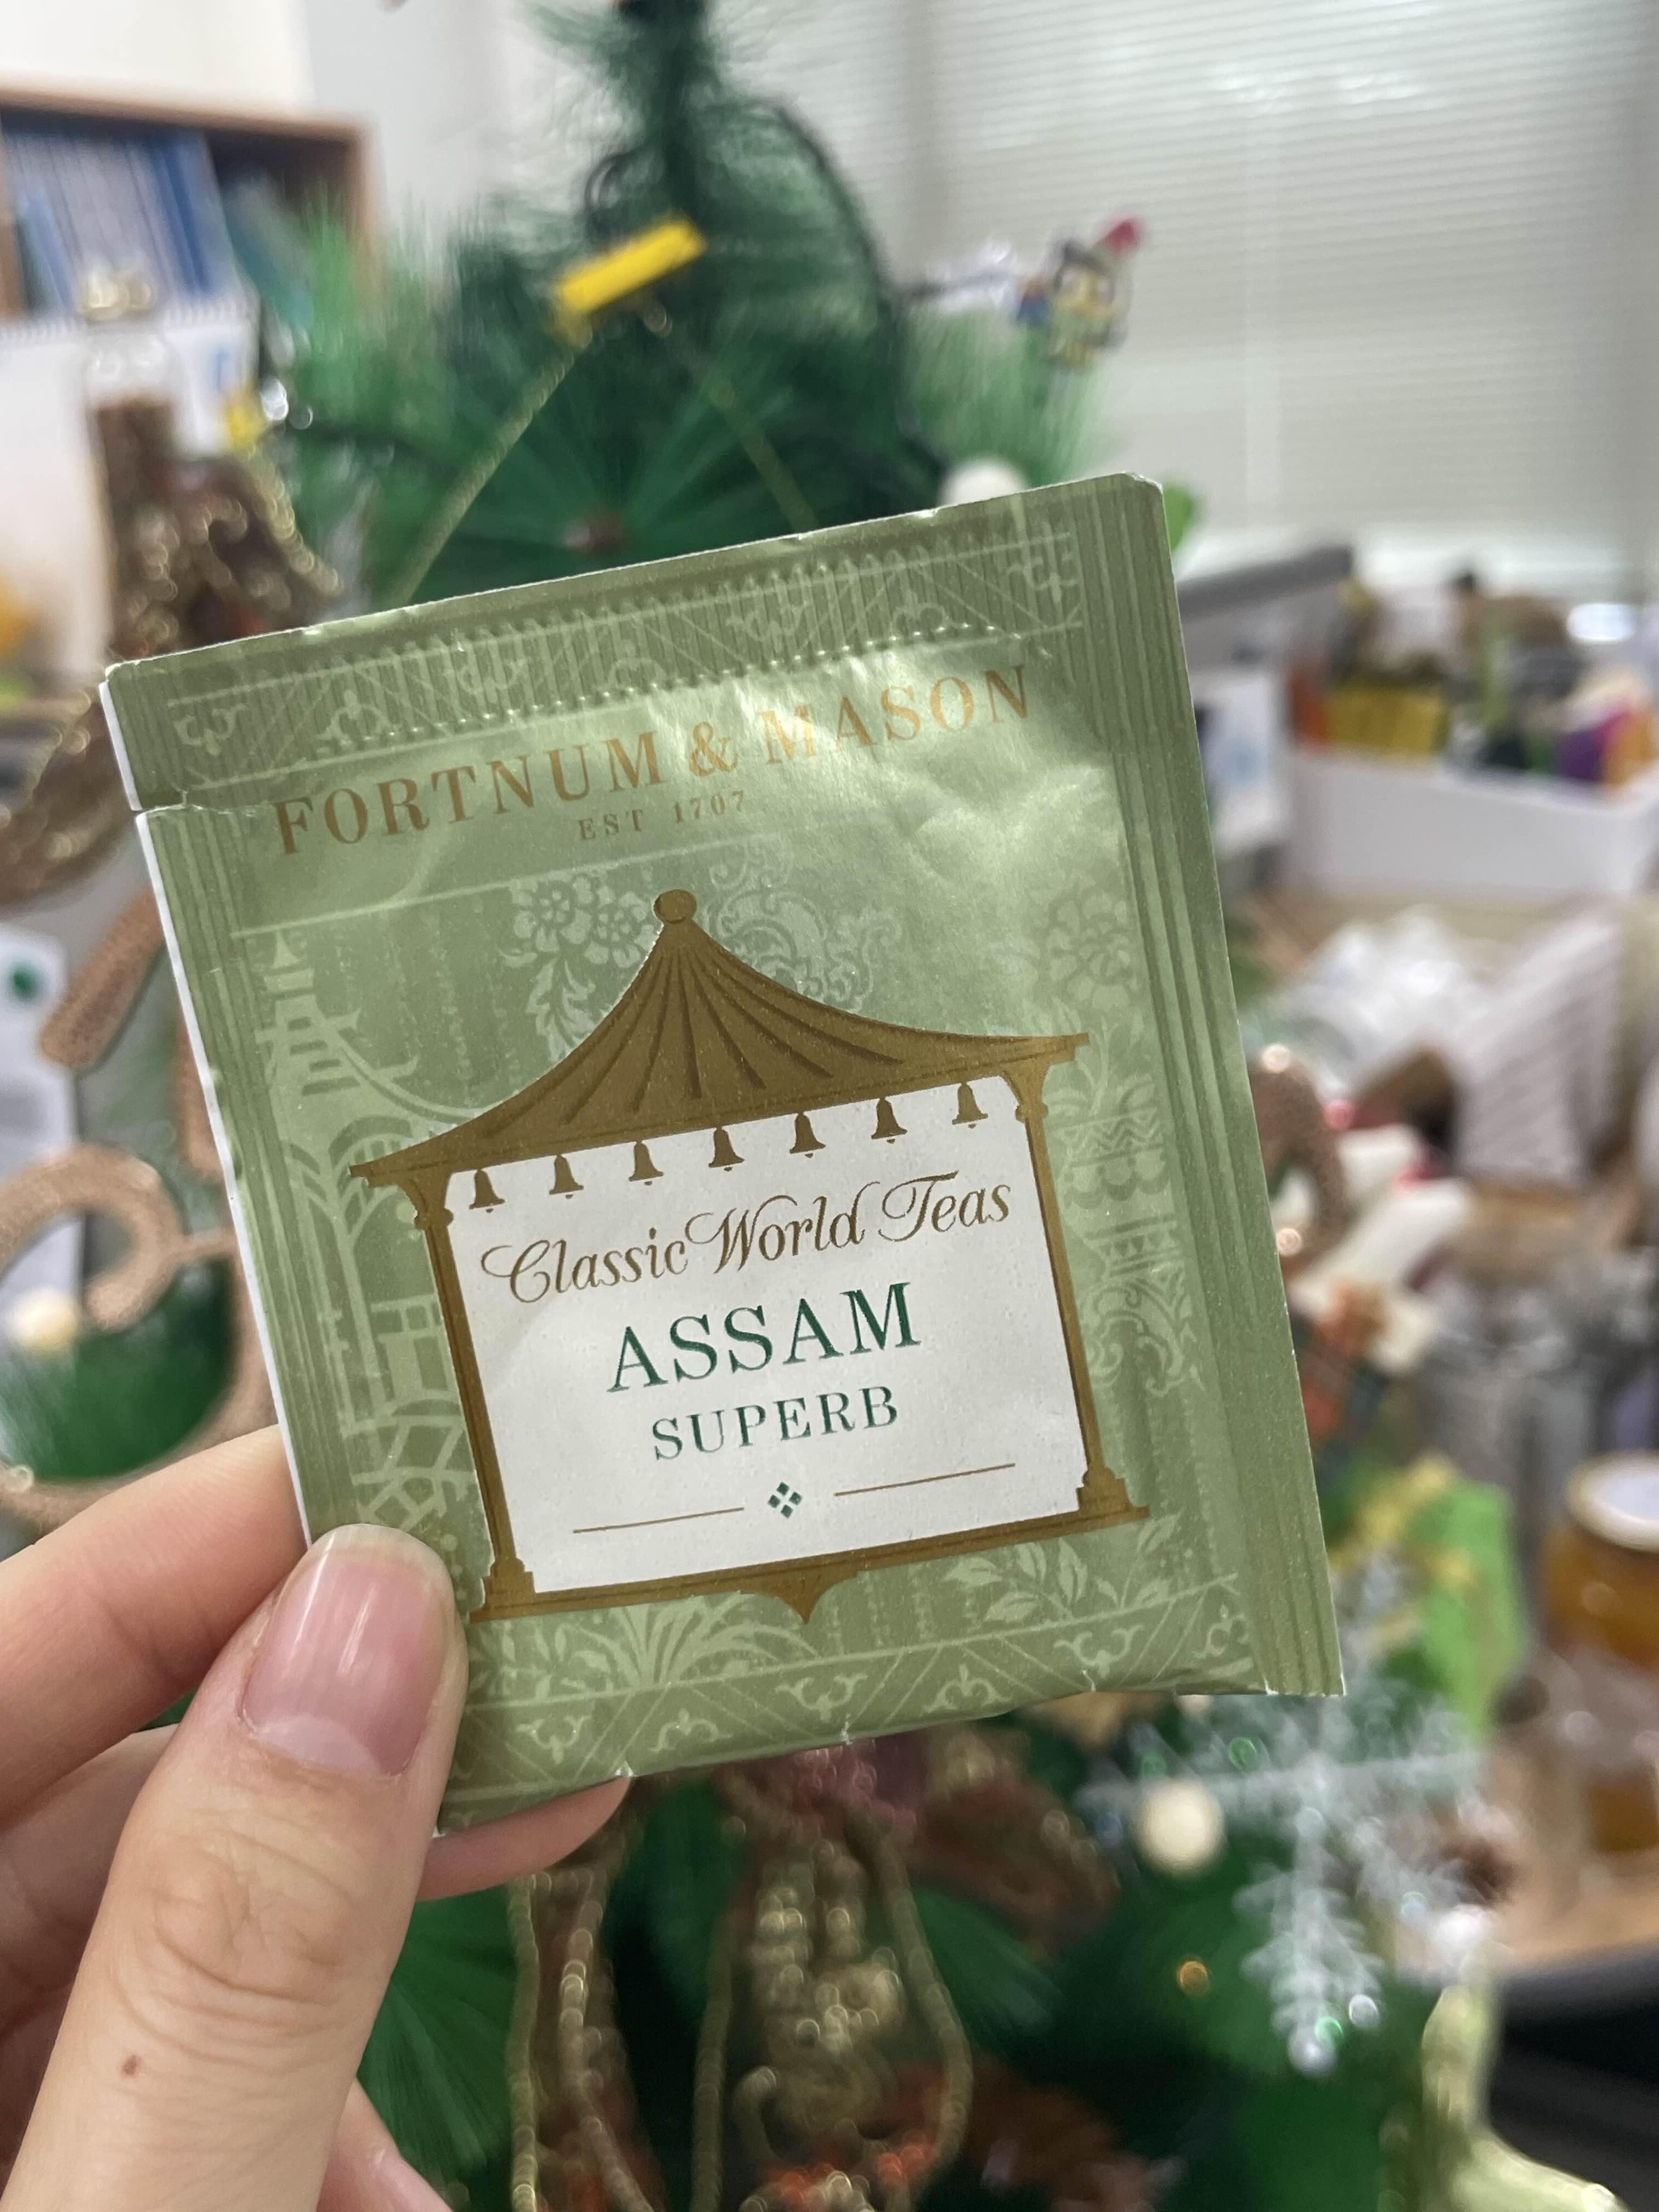 FORTNUM & MASON
EST 1707
Classic World Teas
ASSAM
SUPERB